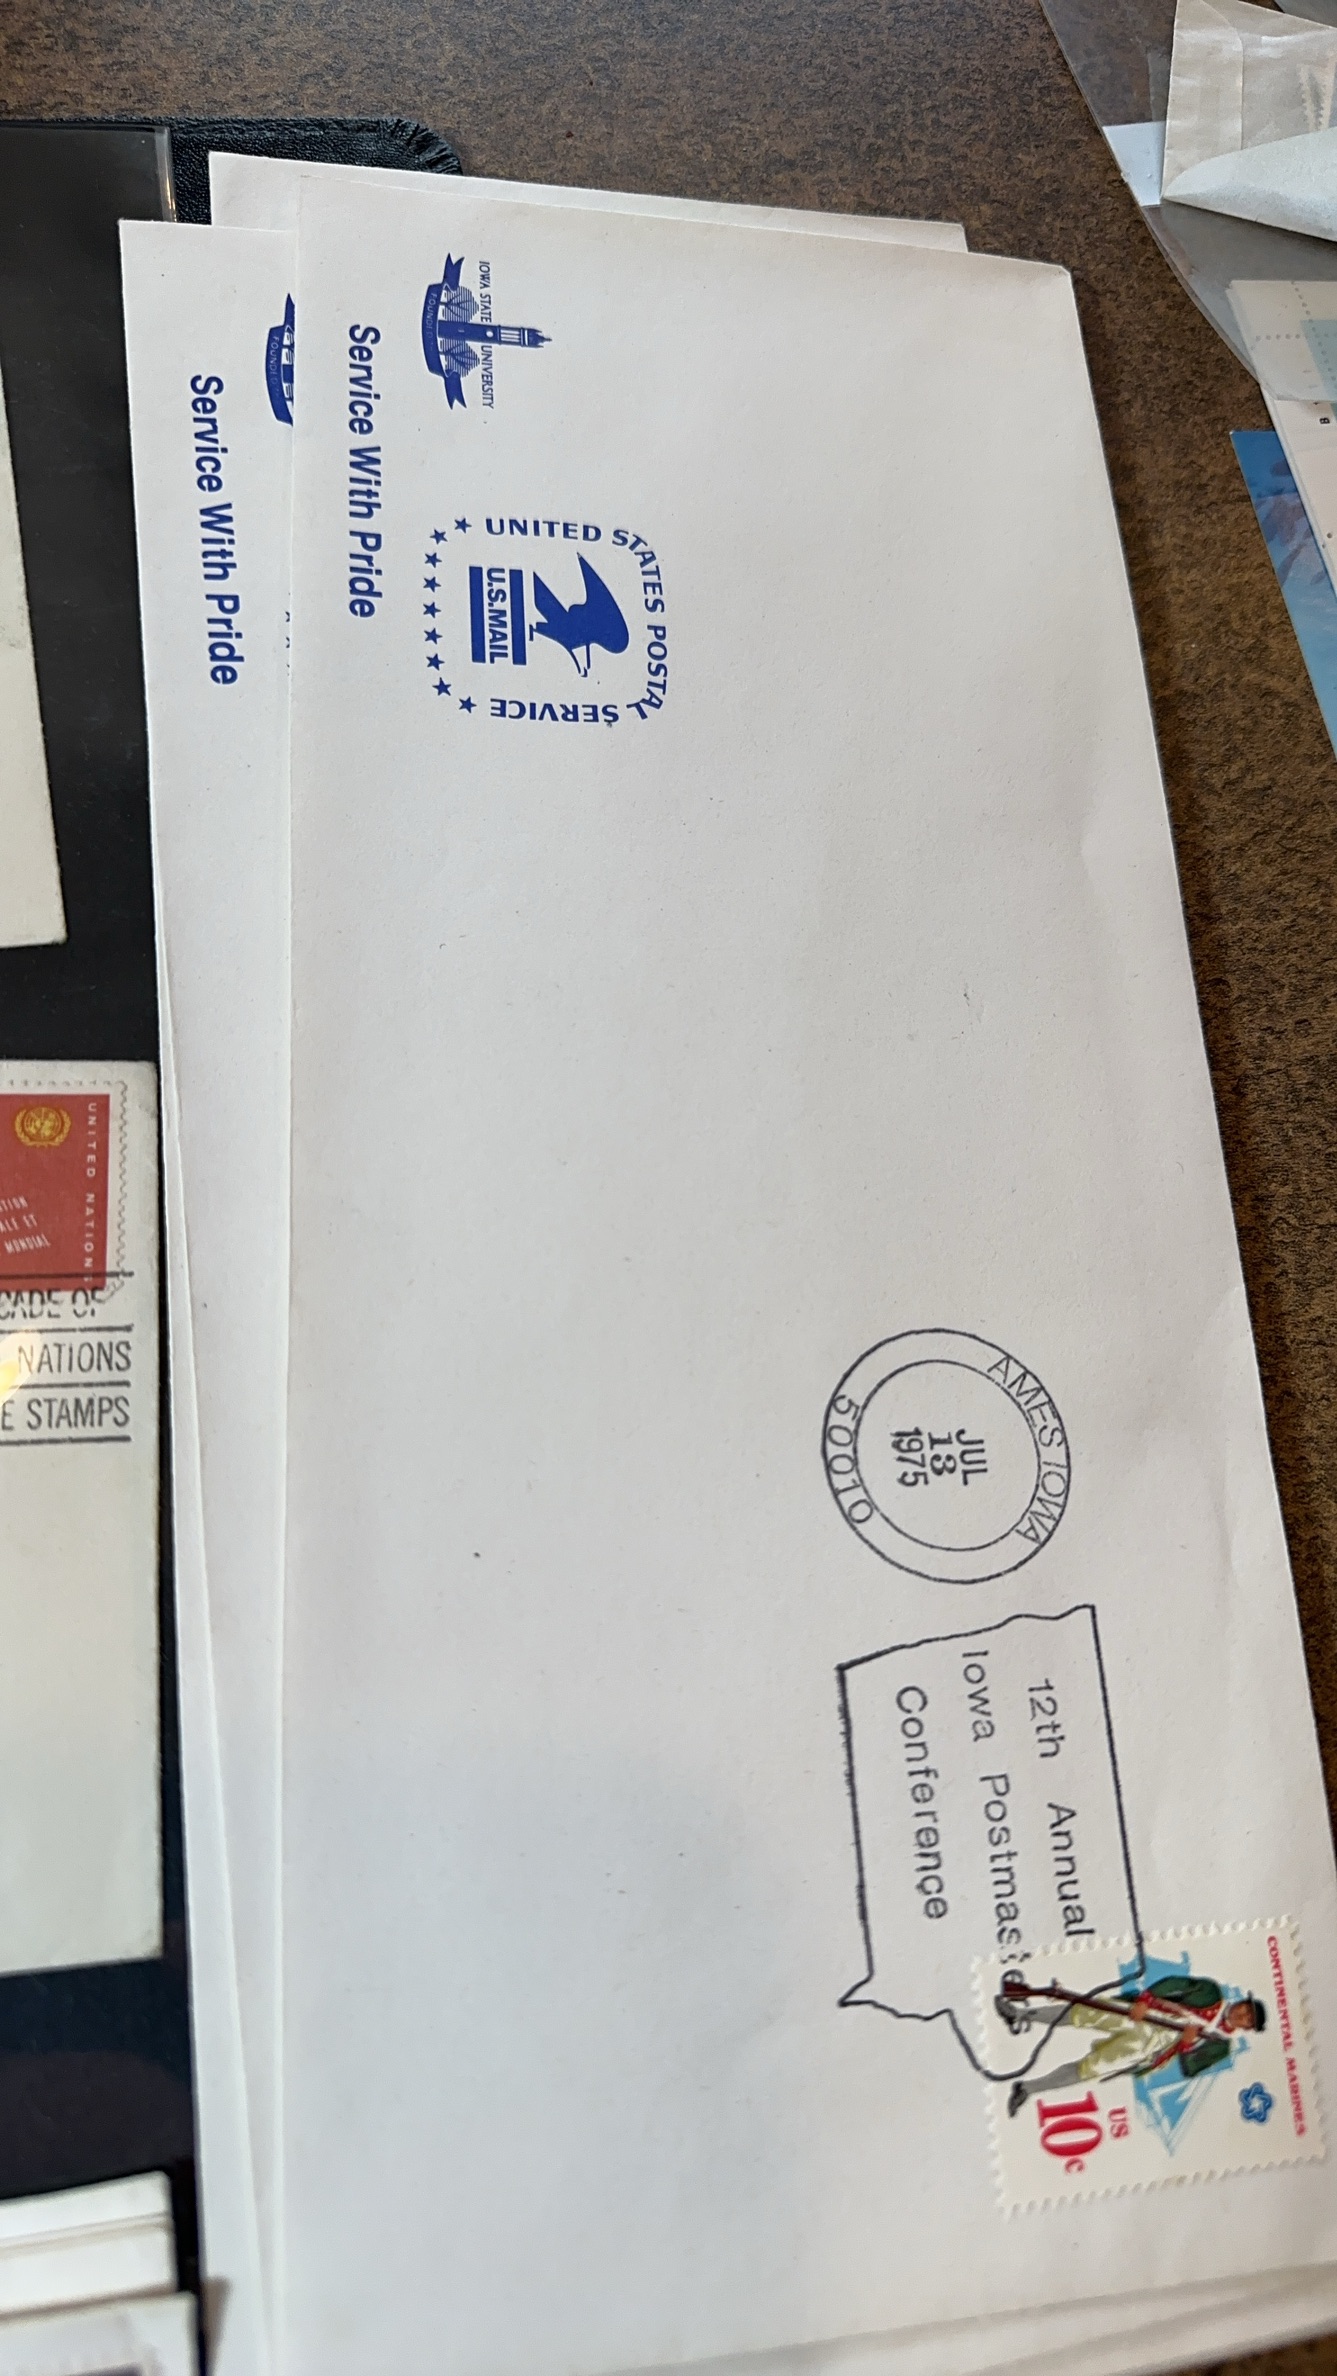 IOWA STATE UNIVERSITY
Service With Pride
UNITED STATES POSTAL SERVICE
U.S.MAIL
AMES IOWA
JUL
13
1975
50010
12th Annual
Iowa Postmasters
Conference
CONTINENTAL MARINES
US
10c
Service With Pride
UNITED NATIONS
MONDIAL
NATIONS
STAMPS